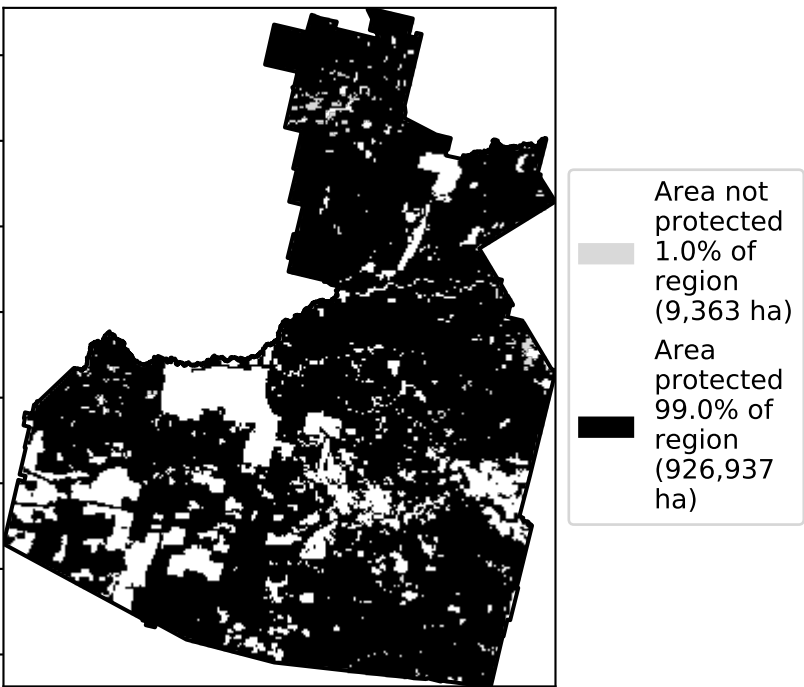 Area not
protected
1.0% of
region
(9,363 ha)
Area
protected
99.0% of
region
(926,937
ha)